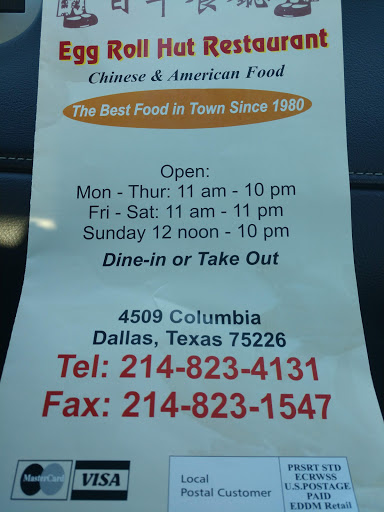 Egg Roll Hut Restaurant
Chinese & American Food
The Best Food in Town Since 1980
Open:
Mon - Thur: 11 am - 10 pm
Fri - Sat: 11 am - 11 pm
Sunday 12 noon - 10 pm
Dine-in or Take Out
4509 Columbia
Dallas, Texas 75226
Tel: 214-823-4131
Fax: 214-823-1547
MasterCard
VISA
Local
Postal Customer
PRSRT STD
ECRWSS
U.S.POSTAGE
PAID
EDDM Retail